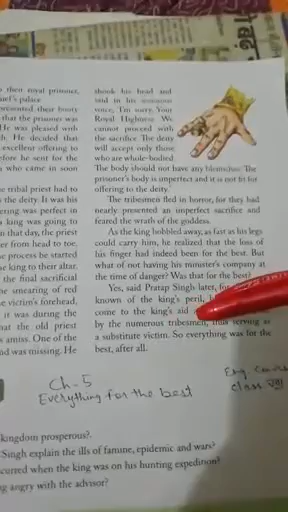 their royal prisoner,
chief's palace.
presented their booty
that the prisoner was
He was pleased with
He decided that
excellent offering to
before he sent for the
who came in soon
tribal priest had to
the deity. It was his
offering was perfect in
king was going to
that day, the priest
from head to toe.
process be started
king to their altar.
the final sacrificial
smearing of red
victim's forehead.
it was during the
that the old priest
amiss. One of the
and was missing. He
shook his head and
said in his
voice, I'm sorry, Your
Royal Highness. We
cannot proceed with
the sacrifice. The deity
will accept only those
who are whole-bodied.
The body should not have any blemishes. The
prisoner's body is imperfect and it is not fit for
offering to the deity.
The tribesmen fled in horror, for they had
nearly presented an imperfect sacrifice and
feared the wrath of the goddess.
As the king hobbled away, as fast as his legs
could carry him, he realized that the loss of
his finger had indeed been for the best. But
what of not having his minister's company at
the time of danger? Was that for the best?
Yes, said Pratap Singh later, for
known of the king's peril, I
come to the king's aid
by the numerous tribesmen, thus serving as
a substitute victim. So everything was for the
best, after all.
Ch-5
Everything for the best
Eng
class VIII
kingdom prosperous?
Singh explain the ills of famine, epidemic and wars?
occurred when the king was on his hunting expedition?
angry with the advisor?